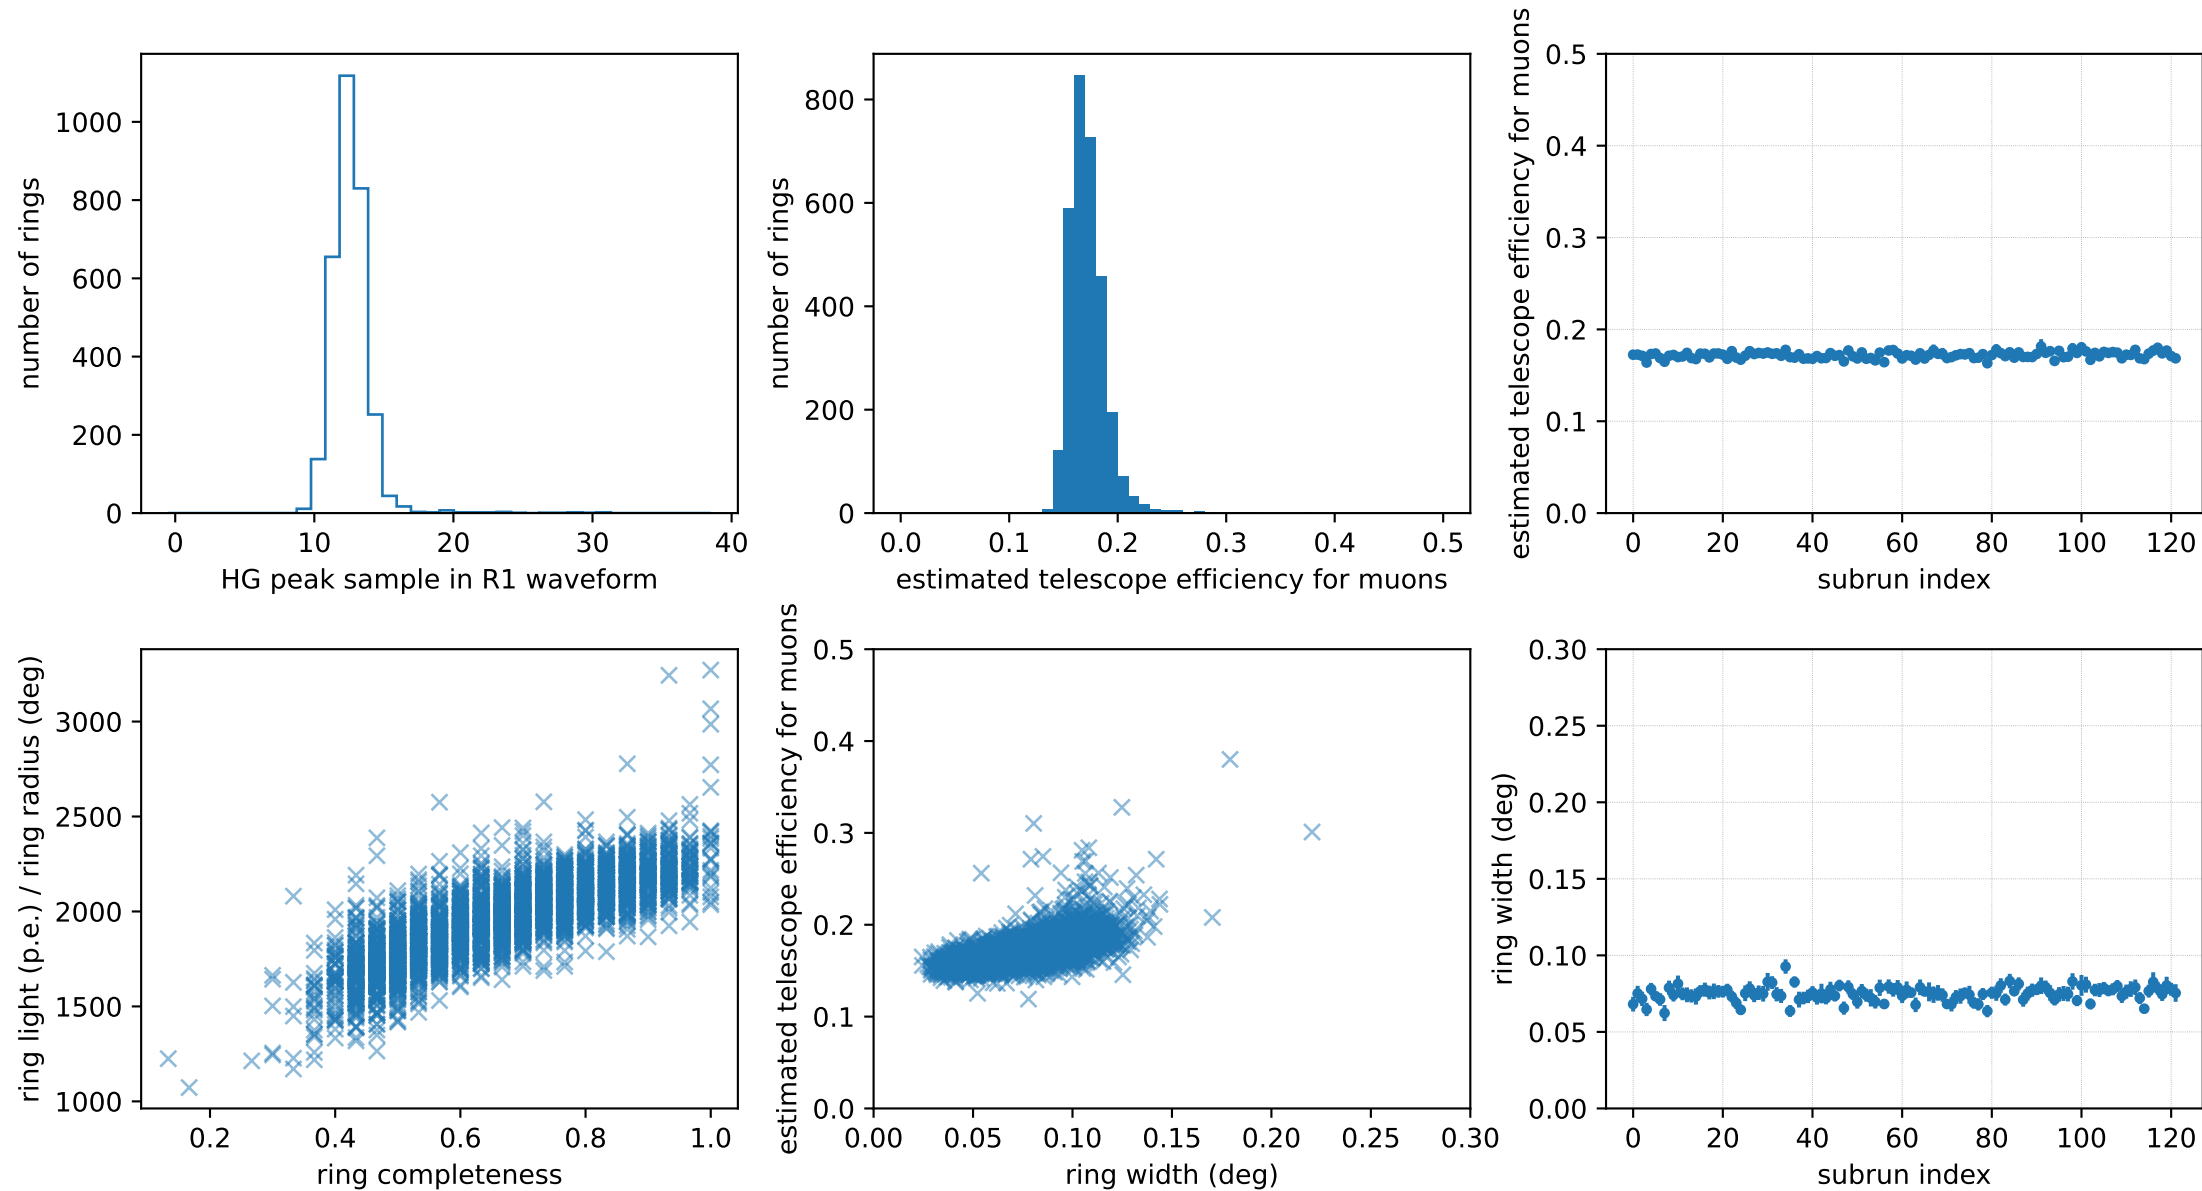 number of rings
1000
800
600
400
200
0
0 10 20 30 40
HG peak sample in R1 waveform
number of rings
800
600
400
200
0
0.0 0.1 0.2 0.3 0.4 0.5
estimated telescope efficiency for muons
estimated telescope efficiency for muons
0.5
0.4
0.3
0.2
0.1
0.0
0 20 40 60 80 100 120
subrun index
ring light (p.e.) / ring radius (deg)
3000
2500
2000
1500
1000
0.2 0.4 0.6 0.8 1.0
ring completeness
estimated telescope efficiency for muons
0.5
0.4
0.3
0.2
0.1
0.0
0.00 0.05 0.10 0.15 0.20 0.25 0.30
ring width (deg)
ring width (deg)
0.30
0.25
0.20
0.15
0.10
0.05
0.00
0 20 40 60 80 100 120
subrun index